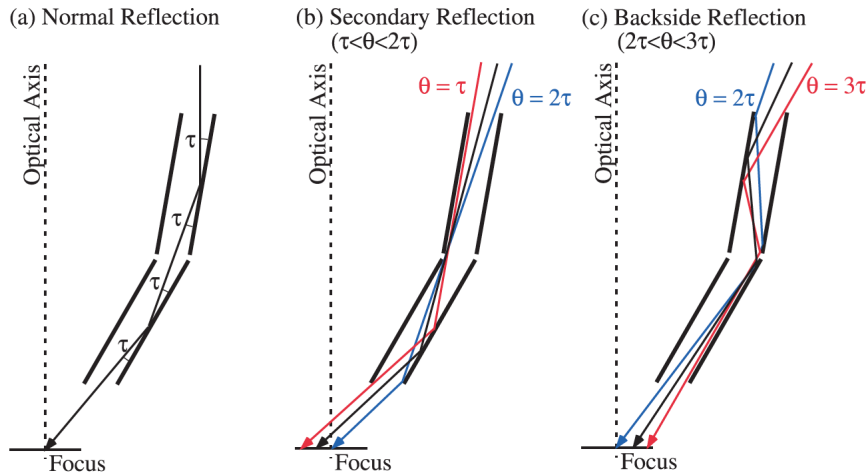 (a) Normal Reflection
(b) Secondary Reflection
(τ<θ<2τ)
(c) Backside Reflection
(2τ<θ<3τ)
Optical Axis
τ
τ
τ
τ
Focus
Optical Axis
θ = τ
θ = 2τ
Focus
Optical Axis
θ = 2τ
θ = 3τ
Focus